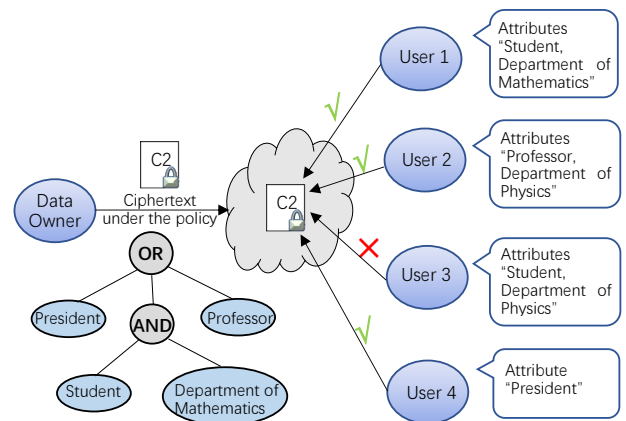 User 1
Attributes
"Student,
Department of
Mathematics"
C2
User 2
Attributes
"Professor,
Department of
Physics"
Data
Owner
Ciphertext
under the policy
C2
OR
President
AND
Professor
Student
Department of
Mathematics
User 3
Attributes
"Student,
Department of
Physics"
User 4
Attribute
"President"